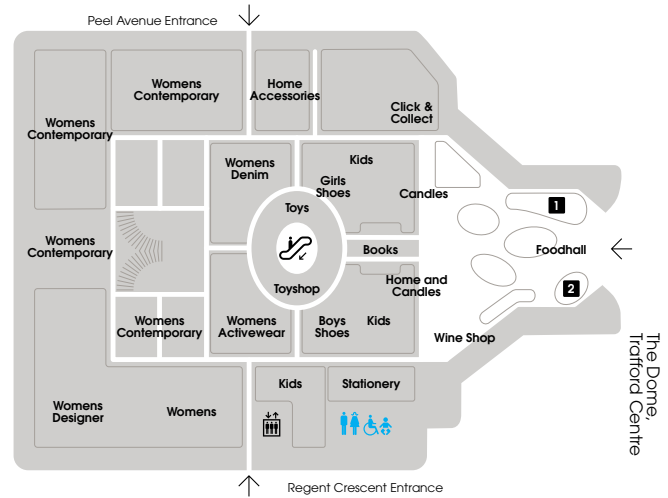 Peel Avenue Entrance
Womens
Contemporary
Home
Accessories
Click &
Collect
Womens
Contemporary
Womens
Denim
Kids
Girls
Shoes
Candles
1
Toys
Womens
Contemporary
Books
Foodhall
Toyshop
Home and
Candles
2
Womens
Contemporary
Womens
Activewear
Boys
Shoes
Kids
Wine Shop
The Dome,
Trafford Centre
Kids
Stationery
Womens
Designer
Womens
Regent Crescent Entrance